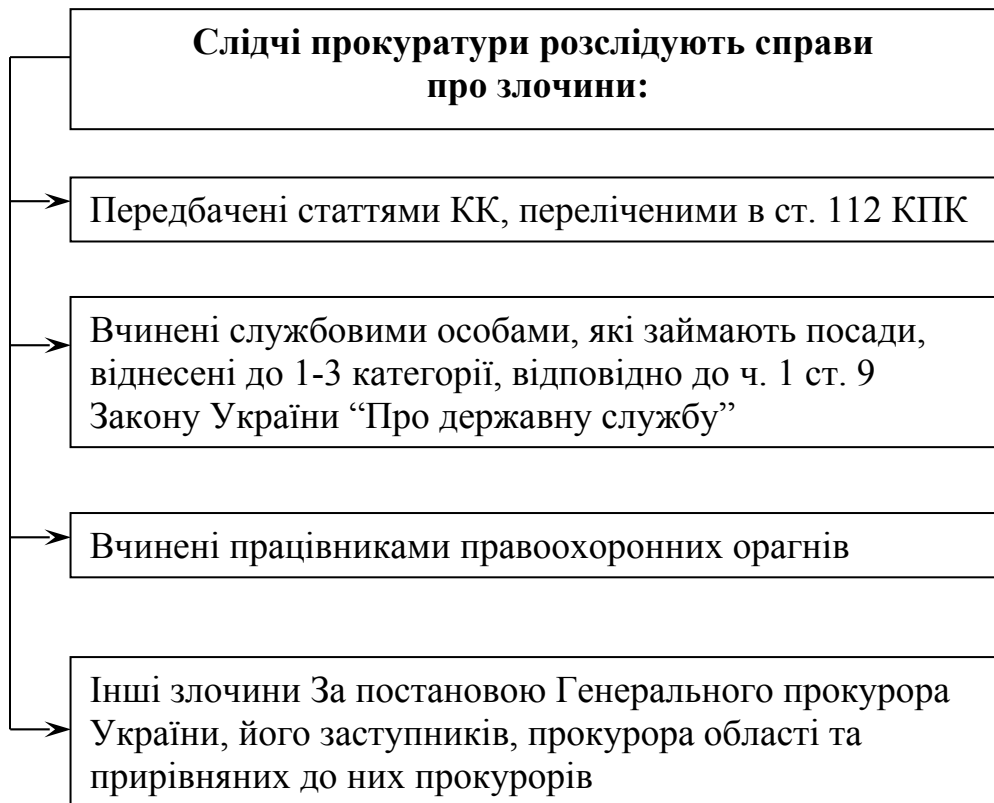 Слідчі прокуратури розслідують справи
про злочини:
Передбачені статтями КК, переліченими в ст. 112 КПК
Вчинені службовими особами, які займають посади,
віднесені до 1-3 категорії, відповідно до ч. 1 ст. 9
Закону України “Про державну службу”
Вчинені працівниками правоохоронних орагнів
Інші злочини За постановою Генерального прокурора
України, його заступників, прокурора області та
прирівняних до них прокурорів